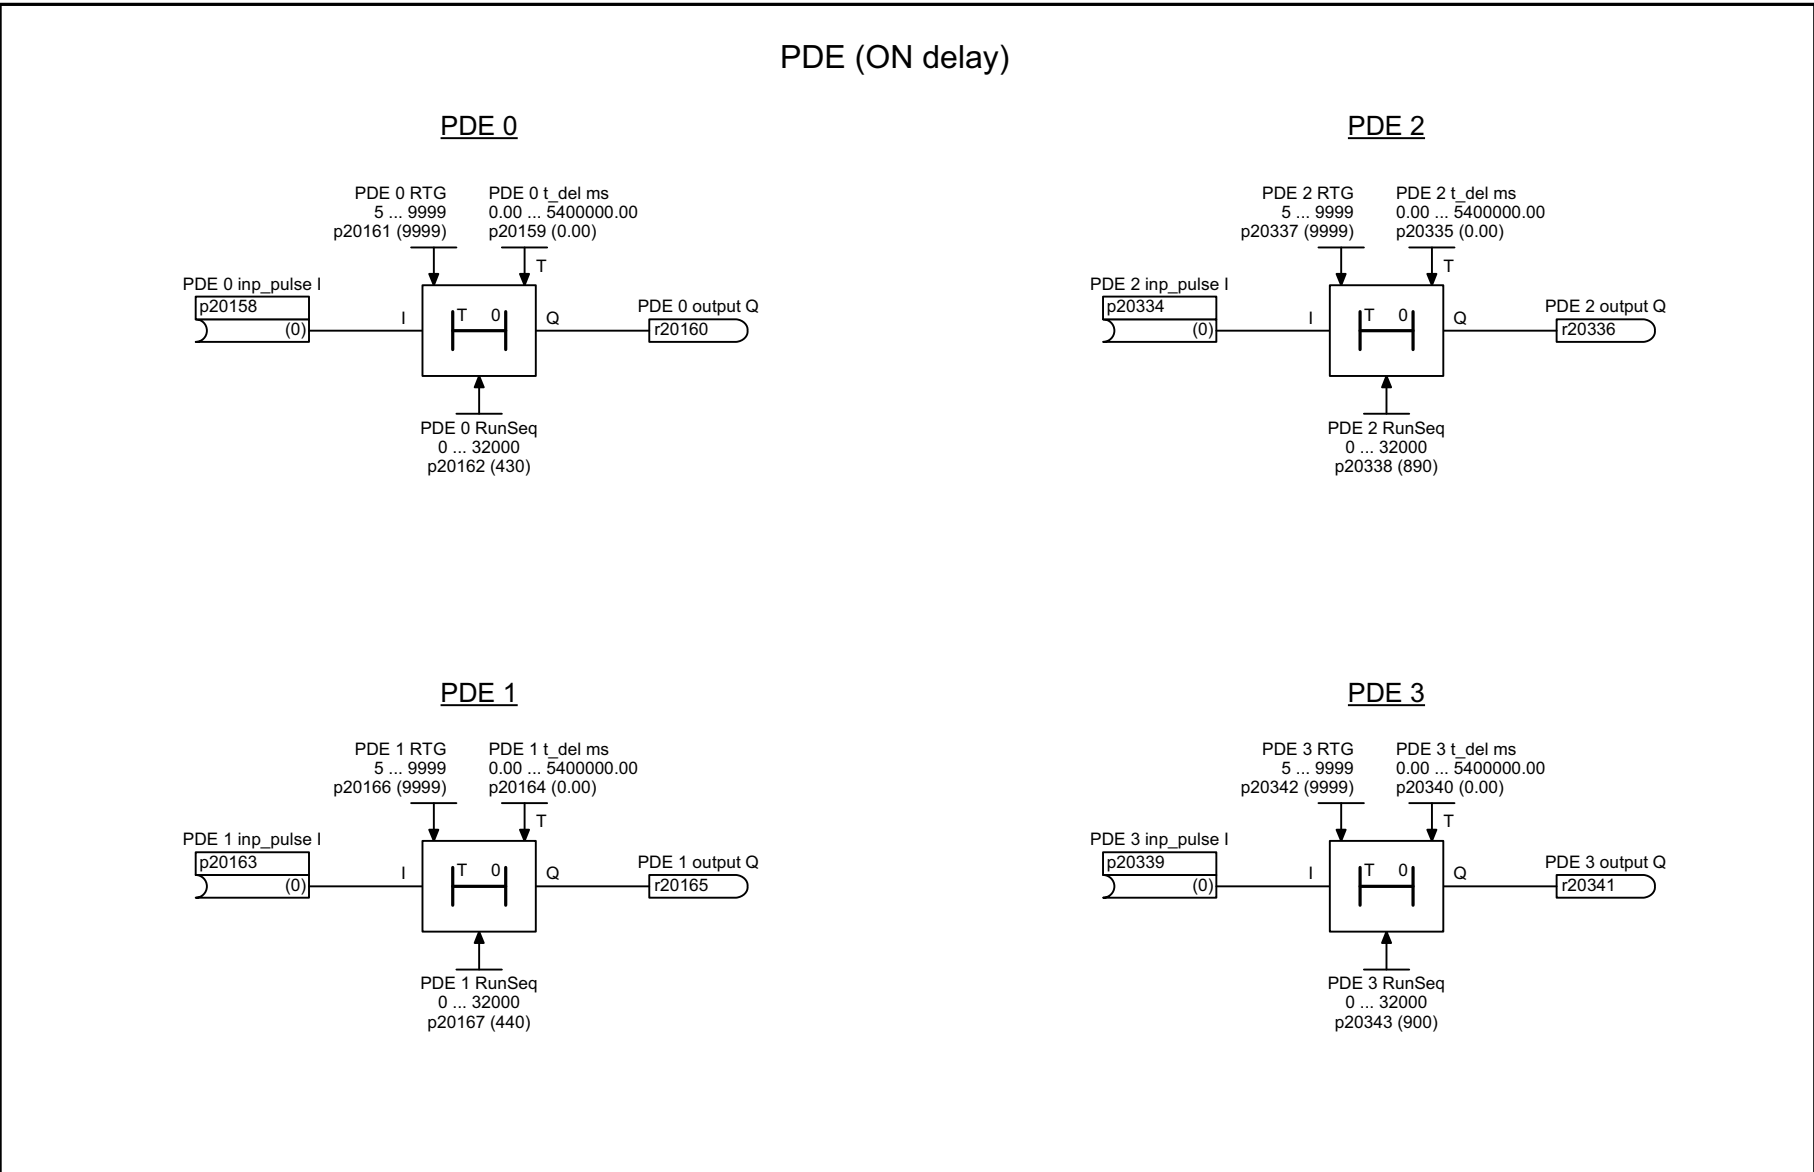 PDE (ON delay)
PDE 0
PDE 0 RTG
5 ... 9999
p20161 (9999)
PDE 0 t_del ms
0.00 ... 5400000.00
p20159 (0.00)
T
PDE 0 inp_pulse I
p20158
(0)
I
T 0
Q
PDE 0 output Q
r20160
PDE 0 RunSeq
0 ... 32000
p20162 (430)
PDE 2
PDE 2 RTG
5 ... 9999
p20337 (9999)
PDE 2 t_del ms
0.00 ... 5400000.00
p20335 (0.00)
T
PDE 2 inp_pulse I
p20334
(0)
I
T 0
Q
PDE 2 output Q
r20336
PDE 2 RunSeq
0 ... 32000
p20338 (890)
PDE 1
PDE 1 RTG
5 ... 9999
p20166 (9999)
PDE 1 t_del ms
0.00 ... 5400000.00
p20164 (0.00)
T
PDE 1 inp_pulse I
p20163
(0)
I
T 0
Q
PDE 1 output Q
r20165
PDE 1 RunSeq
0 ... 32000
p20167 (440)
PDE 3
PDE 3 RTG
5 ... 9999
p20342 (9999)
PDE 3 t_del ms
0.00 ... 5400000.00
p20340 (0.00)
T
PDE 3 inp_pulse I
p20339
(0)
I
T 0
Q
PDE 3 output Q
r20341
PDE 3 RunSeq
0 ... 32000
p20343 (900)